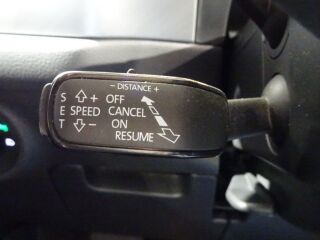 - DISTANCE +
S + OFF
E SPEED CANCEL
T - ON
RESUME